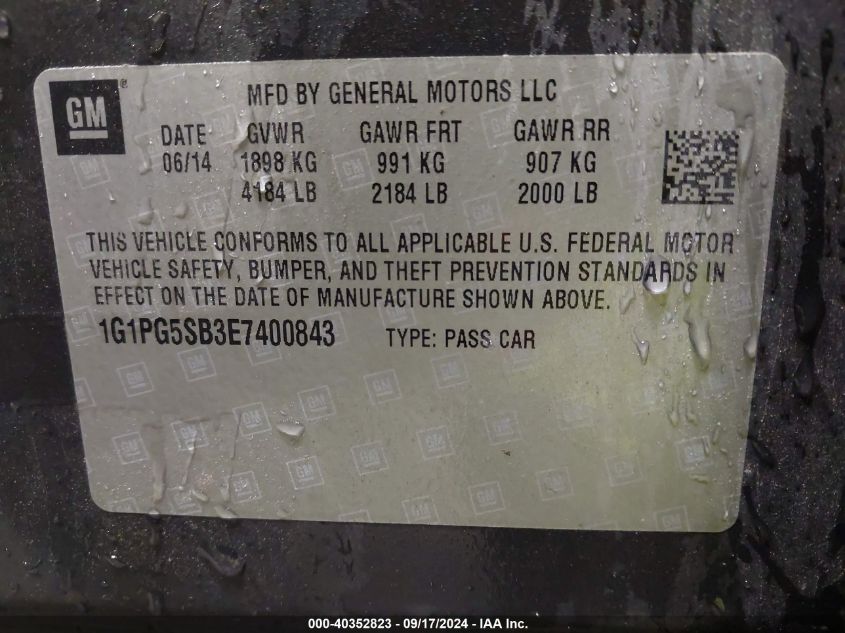 GM
MFD BY GENERAL MOTORS LLC
DATE GVWR GAWR FRT GAWR RR
06/14 1898 KG 991 KG 907 KG
4184 LB 2184 LB 2000 LB
THIS VEHICLE CONFORMS TO ALL APPLICABLE U.S. FEDERAL MOTOR
VEHICLE SAFETY, BUMPER, AND THEFT PREVENTION STANDARDS IN
EFFECT ON THE DATE OF MANUFACTURE SHOWN ABOVE.
1G1PG5SB3E7400843 TYPE: PASS CAR
000-40352823 - 09/17/2024 - IAA Inc.